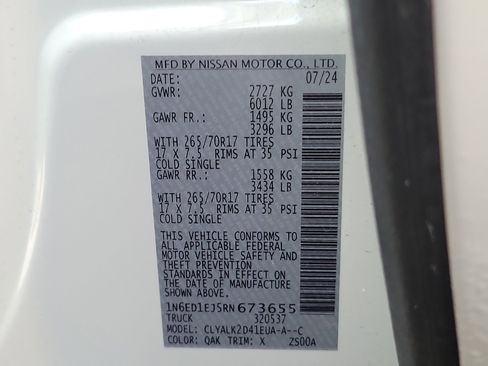 MFD BY NISSAN MOTOR CO., LTD.
DATE: 07/24
GVWR: 2727 KG
6012 LB
GAWR FR.: 1495 KG
3296 LB
WITH 265/70R17 TIRES
17 X 7.5 RIMS AT 35 PSI
COLD SINGLE
GAWR RR.: 1558 KG
3434 LB
WITH 265/70R17 TIRES
17 X 7.5 RIMS AT 35 PSI
COLD SINGLE
THIS VEHICLE CONFORMS TO
ALL APPLICABLE FEDERAL
MOTOR VEHICLE SAFETY AND
THEFT PREVENTION
STANDARDS IN EFFECT ON
THE DATE OF MANUFACTURE
SHOWN ABOVE.
1N6ED1EJ5RN673655
TRUCK 320537
MODEL: CLYALK2D41EUA-A--C
COLOR: QAK TRIM: X ZS00A